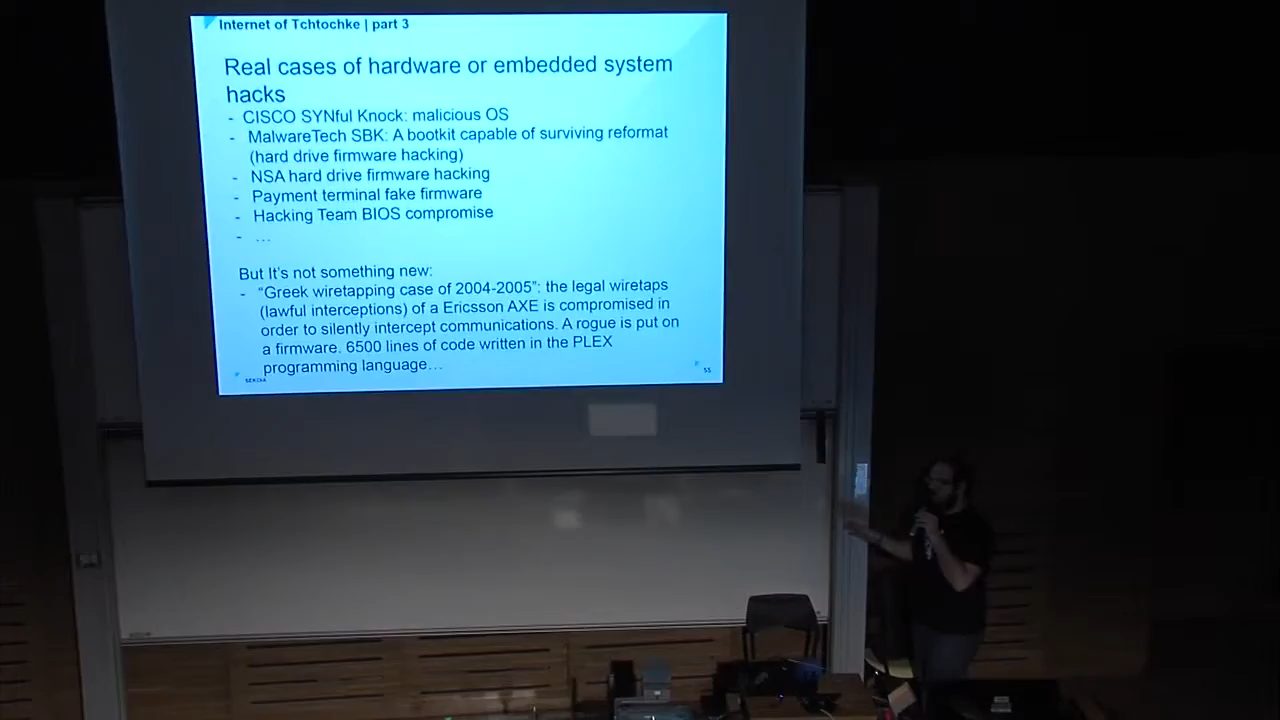 Internet of Tchtochke | part 3
Real cases of hardware or embedded system
hacks
- CISCO SYNful Knock: malicious OS
- MalwareTech SBK: A bootkit capable of surviving reformat
(hard drive firmware hacking)
- NSA hard drive firmware hacking
- Payment terminal fake firmware
- Hacking Team BIOS compromise
- ...
But It's not something new:
- "Greek wiretapping case of 2004-2005": the legal wiretaps
(lawful interceptions) of a Ericsson AXE is compromised in
order to silently intercept communications. A rogue is put on
a firmware. 6500 lines of code written in the PLEX
programming language...
55